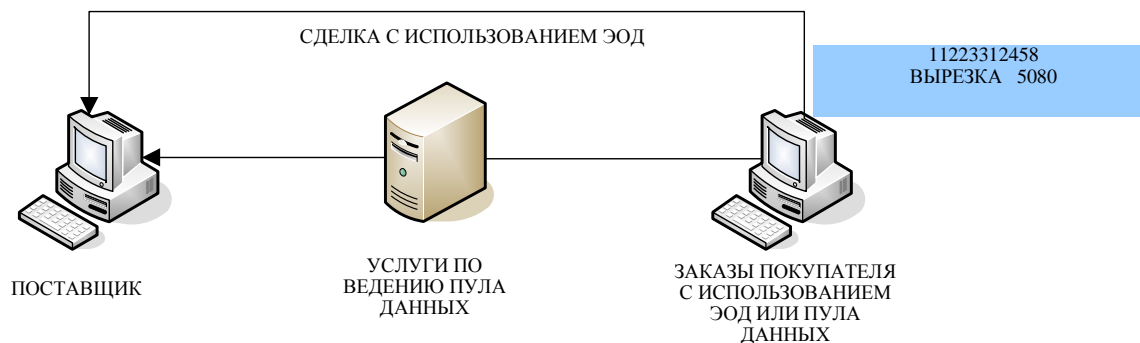 СДЕЛКА С ИСПОЛЬЗОВАНИЕМ ЭОД
11223312458
ВЫРЕЗКА 5080
ПОСТАВЩИК
УСЛУГИ ПО
ВЕДЕНИЮ ПУЛА
ДАННЫХ
ЗАКАЗЫ ПОКУПАТЕЛЯ
С ИСПОЛЬЗОВАНИЕМ
ЭОД ИЛИ ПУЛА
ДАННЫХ